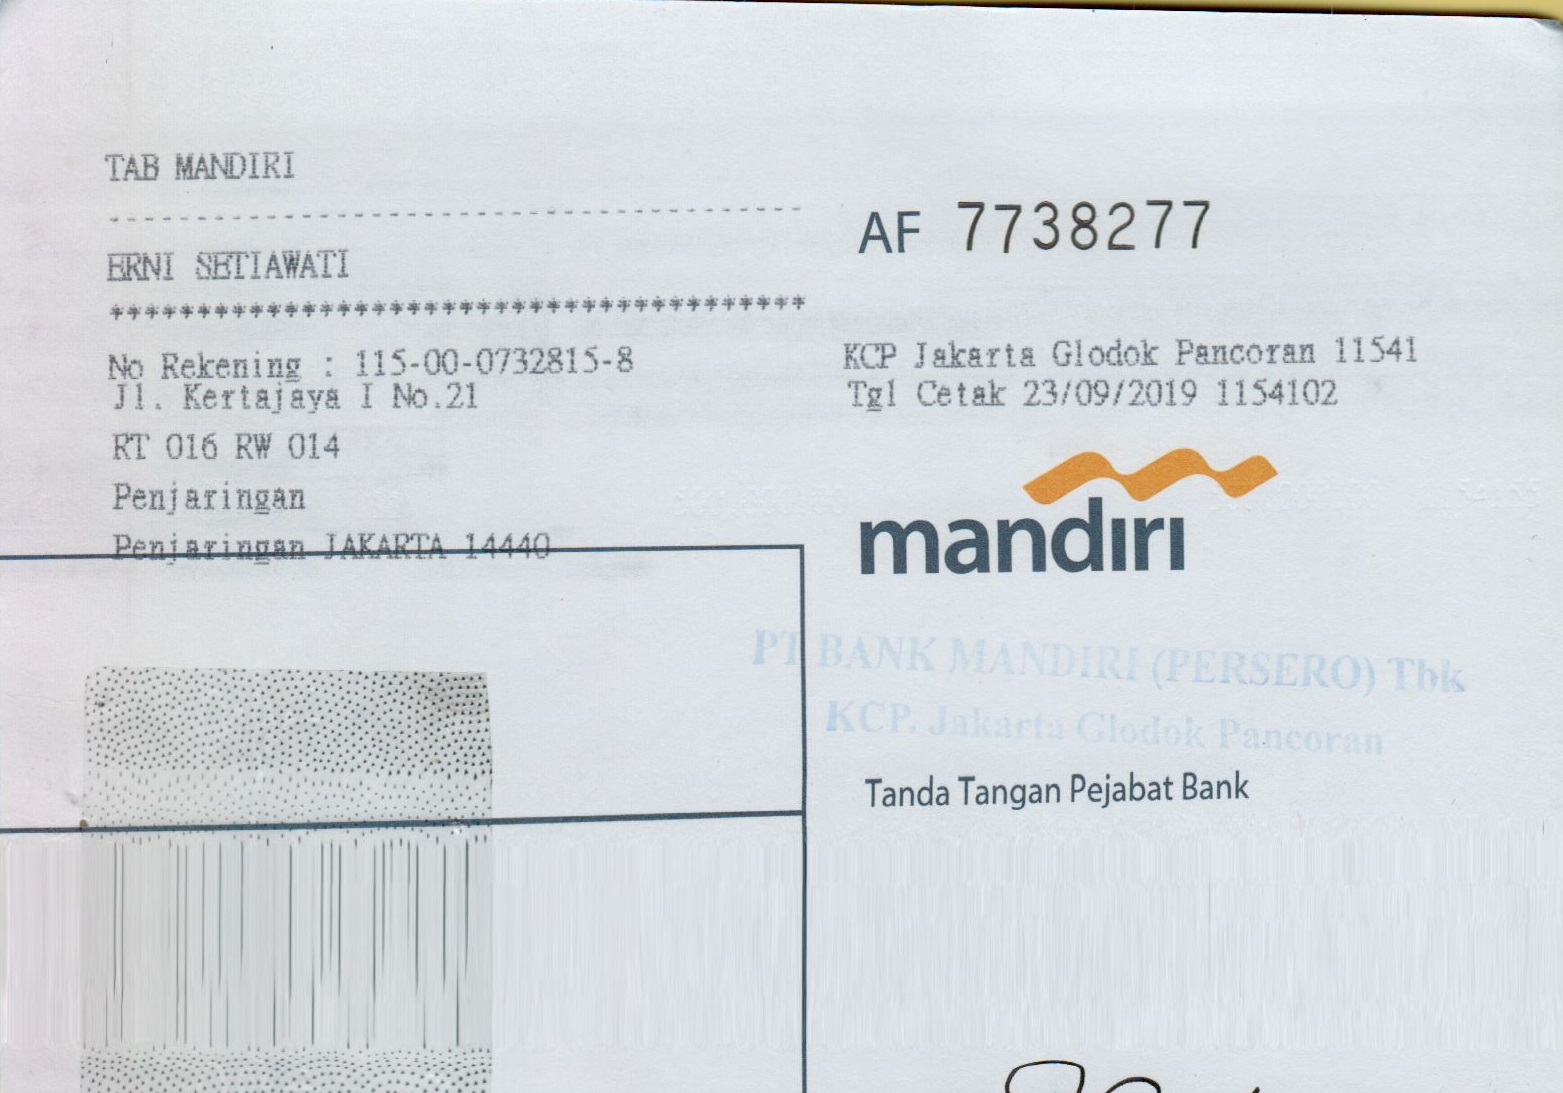 TAB MANDIRI
--------------------------------------
ERNI SETIAWATI
****************************************
No Rekening : 115-00-0732815-8
Jl. Kertajaya I No.21
RT 016 RW 014
Penjaringan
Penjaringan JAKARTA 14440
AF 7738277
KCP Jakarta Glodok Pancoran 11541
Tgl Cetak 23/09/2019 1154102
mandiri
PT BANK MANDIRI (PERSERO) Tbk
KCP. Jakarta Glodok Pancoran
Tanda Tangan Pejabat Bank